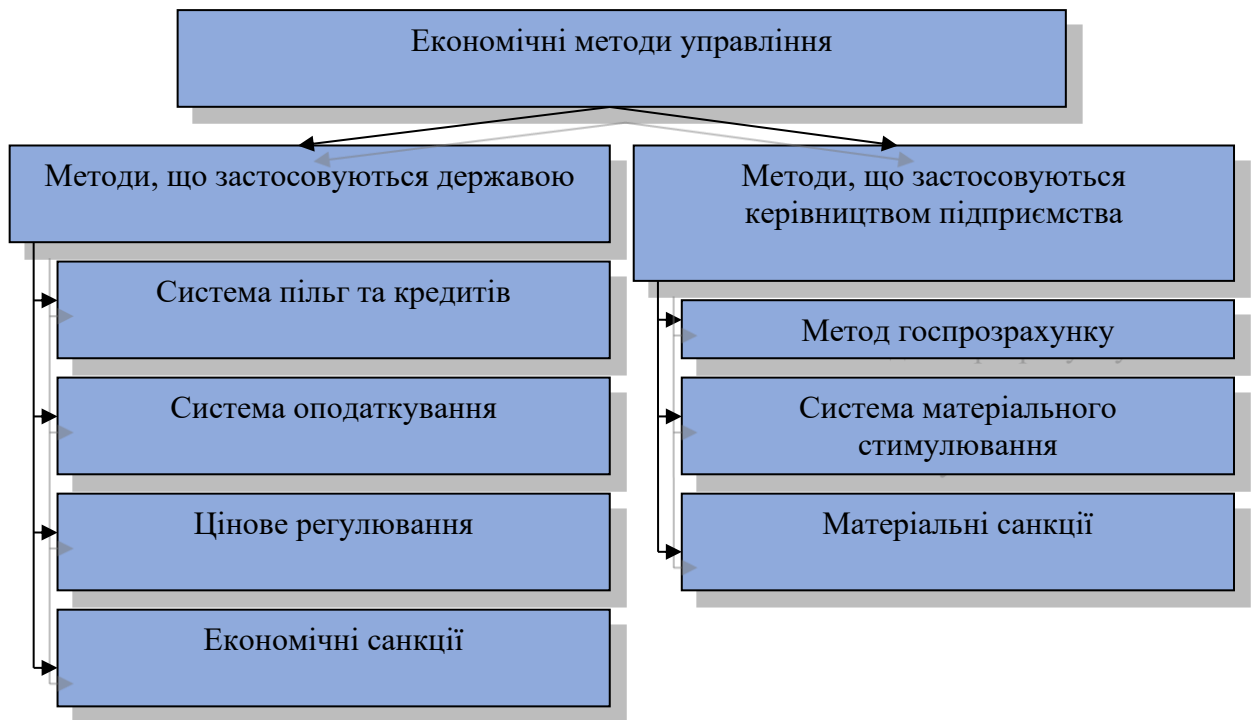 Економічні методи управління
Методи, що застосовуються державою
Система пільг та кредитів
Система оподаткування
Цінове регулювання
Економічні санкції
Методи, що застосовуються
керівництвом підприємства
Метод госпрозрахунку
Система матеріального
стимулювання
Матеріальні санкції